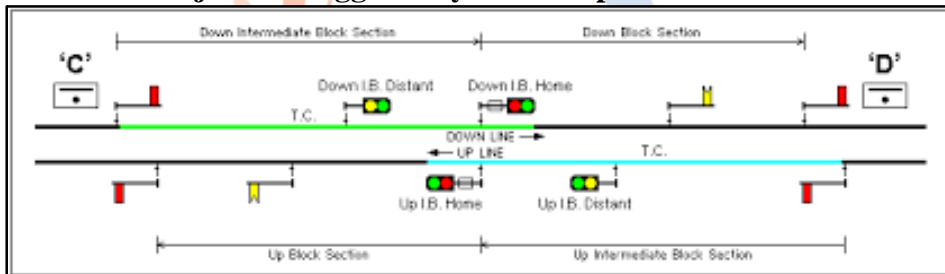 Down Intermediate Block Section
Down Block Section
'C'
'D'
Down I.B. Distant
Down I.B. Home
T.C.
DOWN LINE
UP LINE
T.C.
Up I.B. Home
Up I.B. Distant
Up Block Section
Up Intermediate Block Section